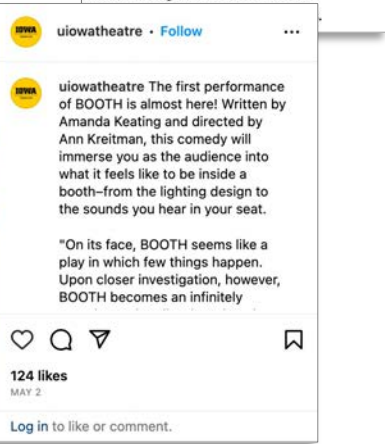 IOWA
uiowatheatre • Follow
IOWA
uiowatheatre The first performance
of BOOTH is almost here! Written by
Amanda Keating and directed by
Ann Kreitman, this comedy will
immerse you as the audience into
what it feels like to be inside a
booth–from the lighting design to
the sounds you hear in your seat.
"On its face, BOOTH seems like a
play in which few things happen.
Upon closer investigation, however,
BOOTH becomes an infinitely
124 likes
MAY 2
Log in to like or comment.